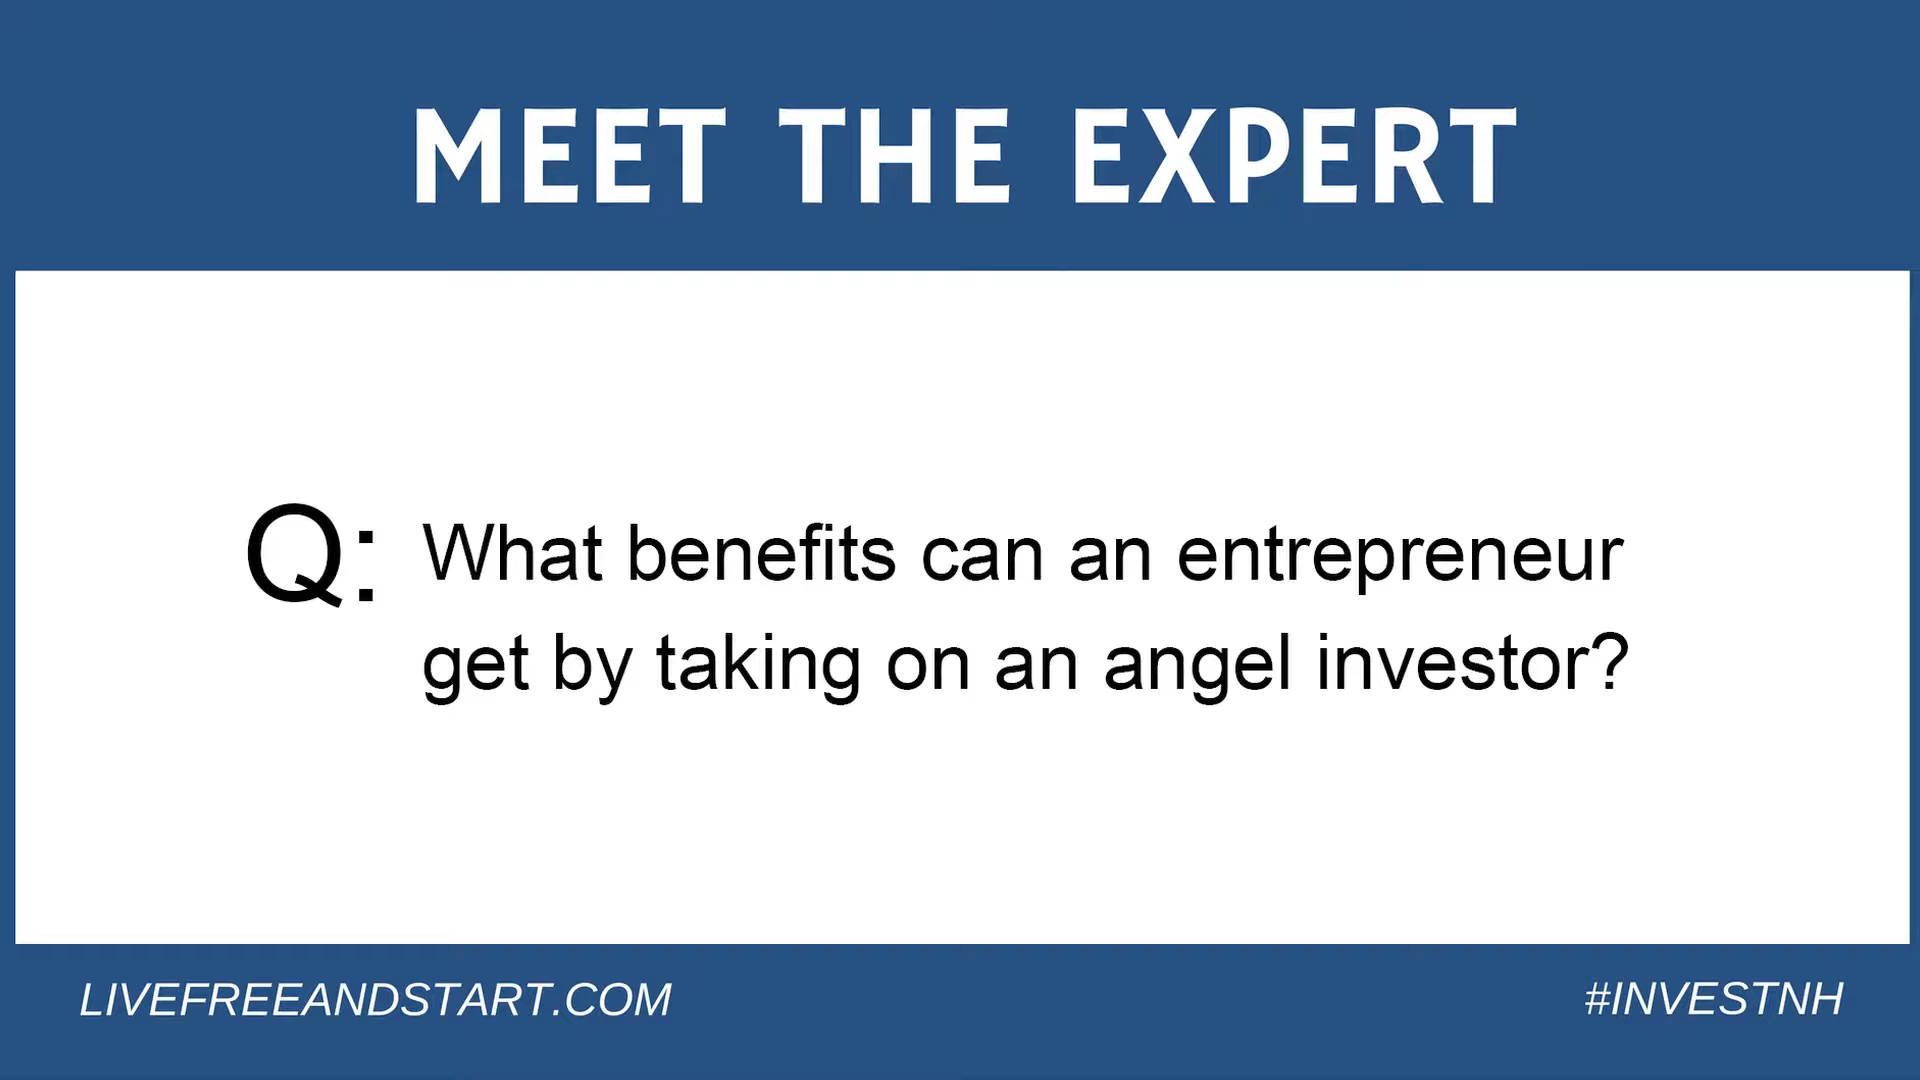 MEET THE EXPERT
Q: What benefits can an entrepreneur
get by taking on an angel investor?
LIVEFREEANDSTART.COM
#INVESTNH